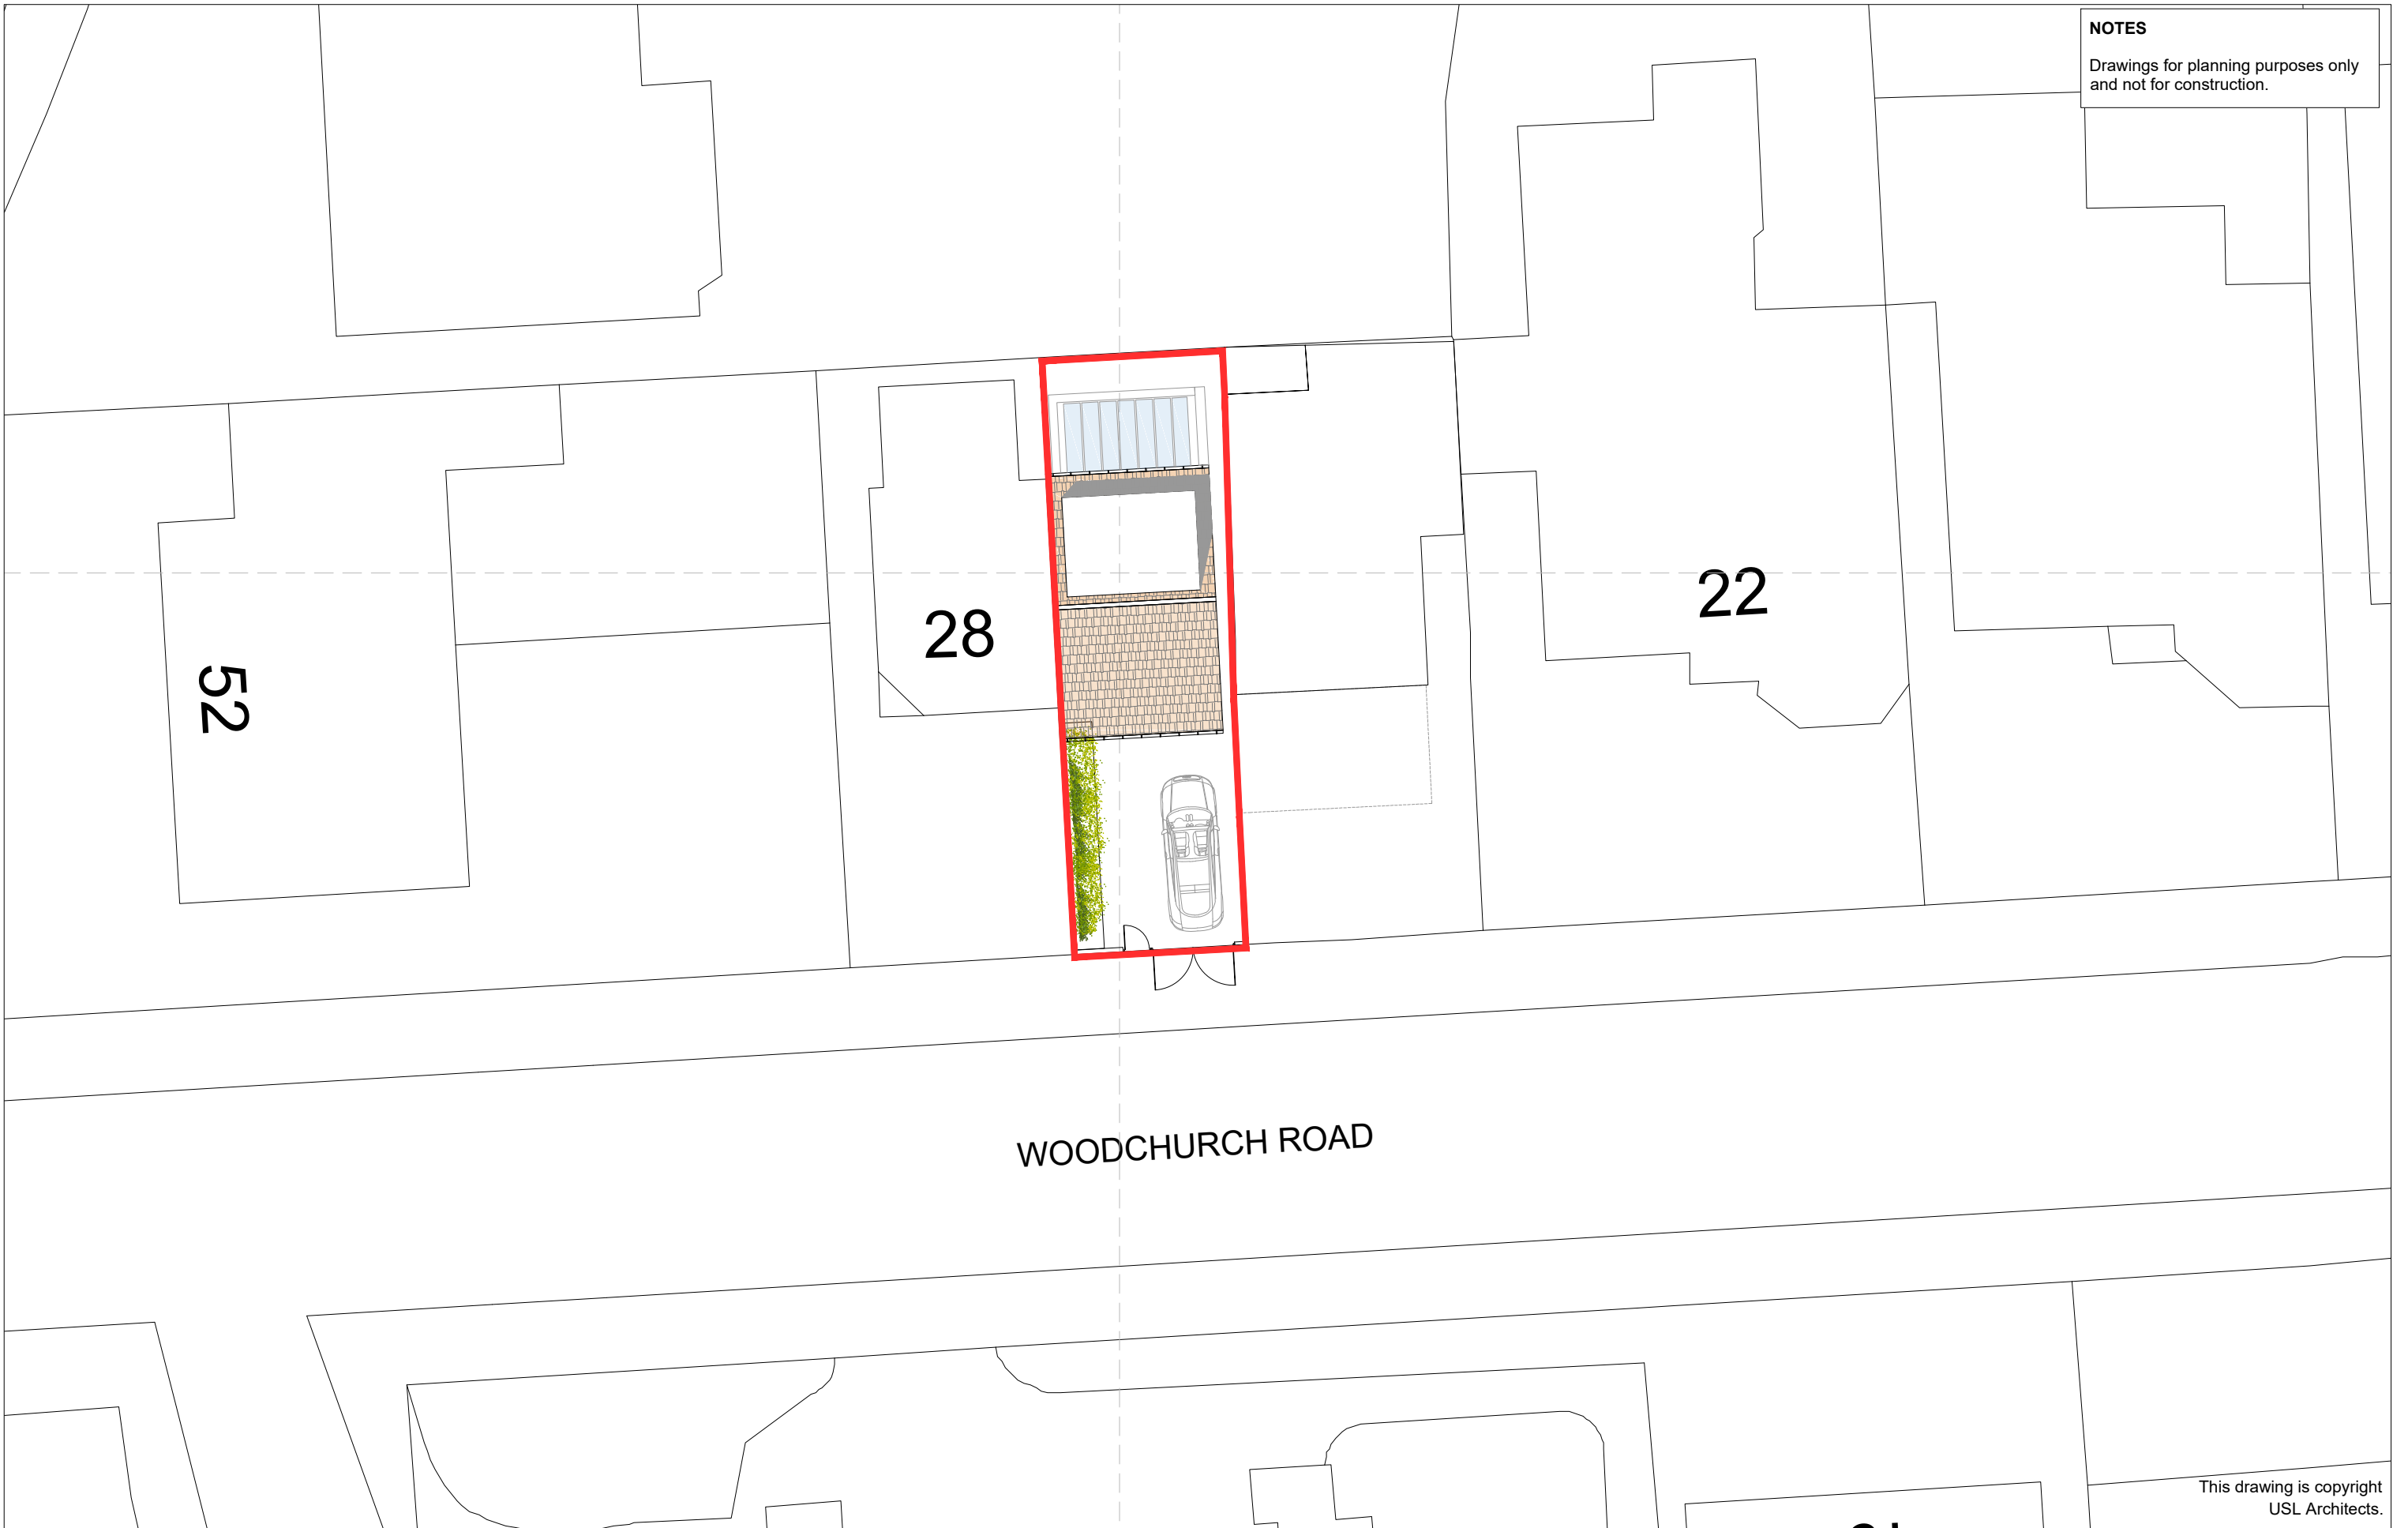 NOTES
Drawings for planning purposes only
and not for construction.
22
28
52
WOODCHURCH ROAD
This drawing is copyright
USL Architects.